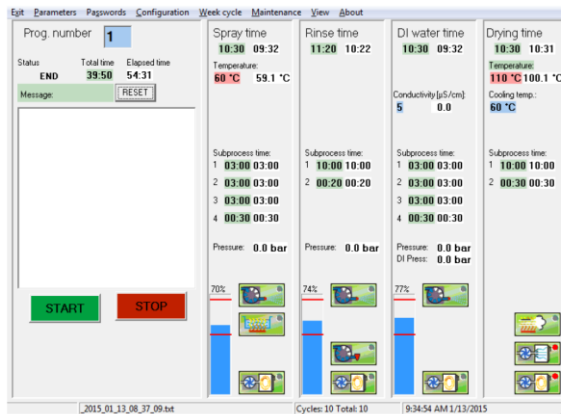 Exit Parameters Passwords Configuration Week cycle Maintenance View About
Prog. number 1
Status Total time Elapsed time
END 39:50 54:31
Message: RESET
START STOP
Spray time
10:30 09:32
Temperature:
60 °C 59.1 °C
Subprocess time:
1 03:00 03:00
2 03:00 03:00
3 03:00 03:00
4 00:30 00:30
Pressure: 0.0 bar
70%
Rinse time
11:20 10:22
Subprocess time:
1 10:00 10:00
2 00:20 00:20
Pressure: 0.0 bar
74%
DI water time
10:30 09:32
Conductivity [µS/cm]:
5 0.0
Subprocess time:
1 03:00 03:00
2 03:00 03:00
3 03:00 03:00
4 00:30 00:30
Pressure: 0.0 bar
DI Press: 0.0 bar
77%
Drying time
10:30 10:31
Temperature:
110 °C 100.1 °C
Cooling temp.:
60 °C
Subprocess time:
1 10:00 10:00
2 00:30 00:30
_2015_01_13_08_37_09.txt Cycles: 10 Total: 10 9:34:54 AM 1/13/2015